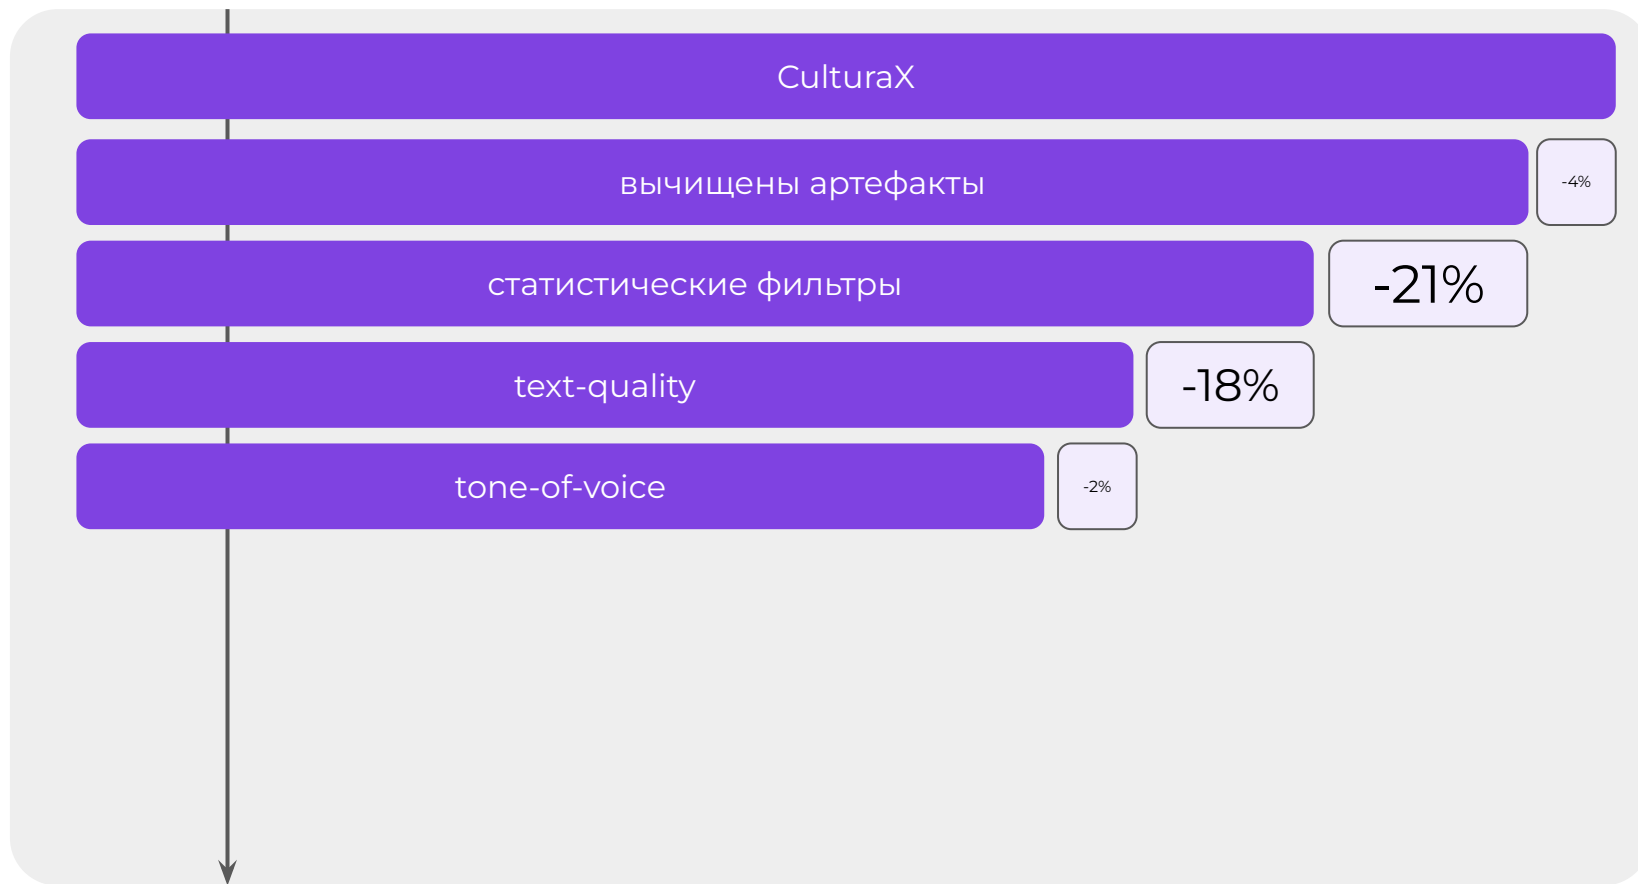 CulturaX
вычищены артефакты
-4%
статистические фильтры
-21%
text-quality
-18%
tone-of-voice
-2%